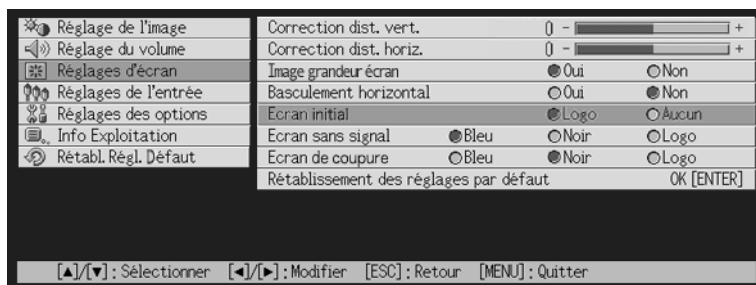 Réglage de l'image
Réglage du volume
Réglages d'écran
Réglages de l'entrée
Réglages des options
Info Exploitation
Rétabl. Régl. Défaut
Correction dist. vert. 0 - +
Correction dist. horiz. 0 - +
Image grandeur écran Oui Non
Basculement horizontal Oui Non
Ecran initial Logo Aucun
Ecran sans signal Bleu Noir Logo
Ecran de coupure Bleu Noir Logo
Rétablissement des réglages par défaut OK [ENTER]
[▲]/[▼] : Sélectionner [◄]/[►] : Modifier [ESC] : Retour [MENU] : Quitter